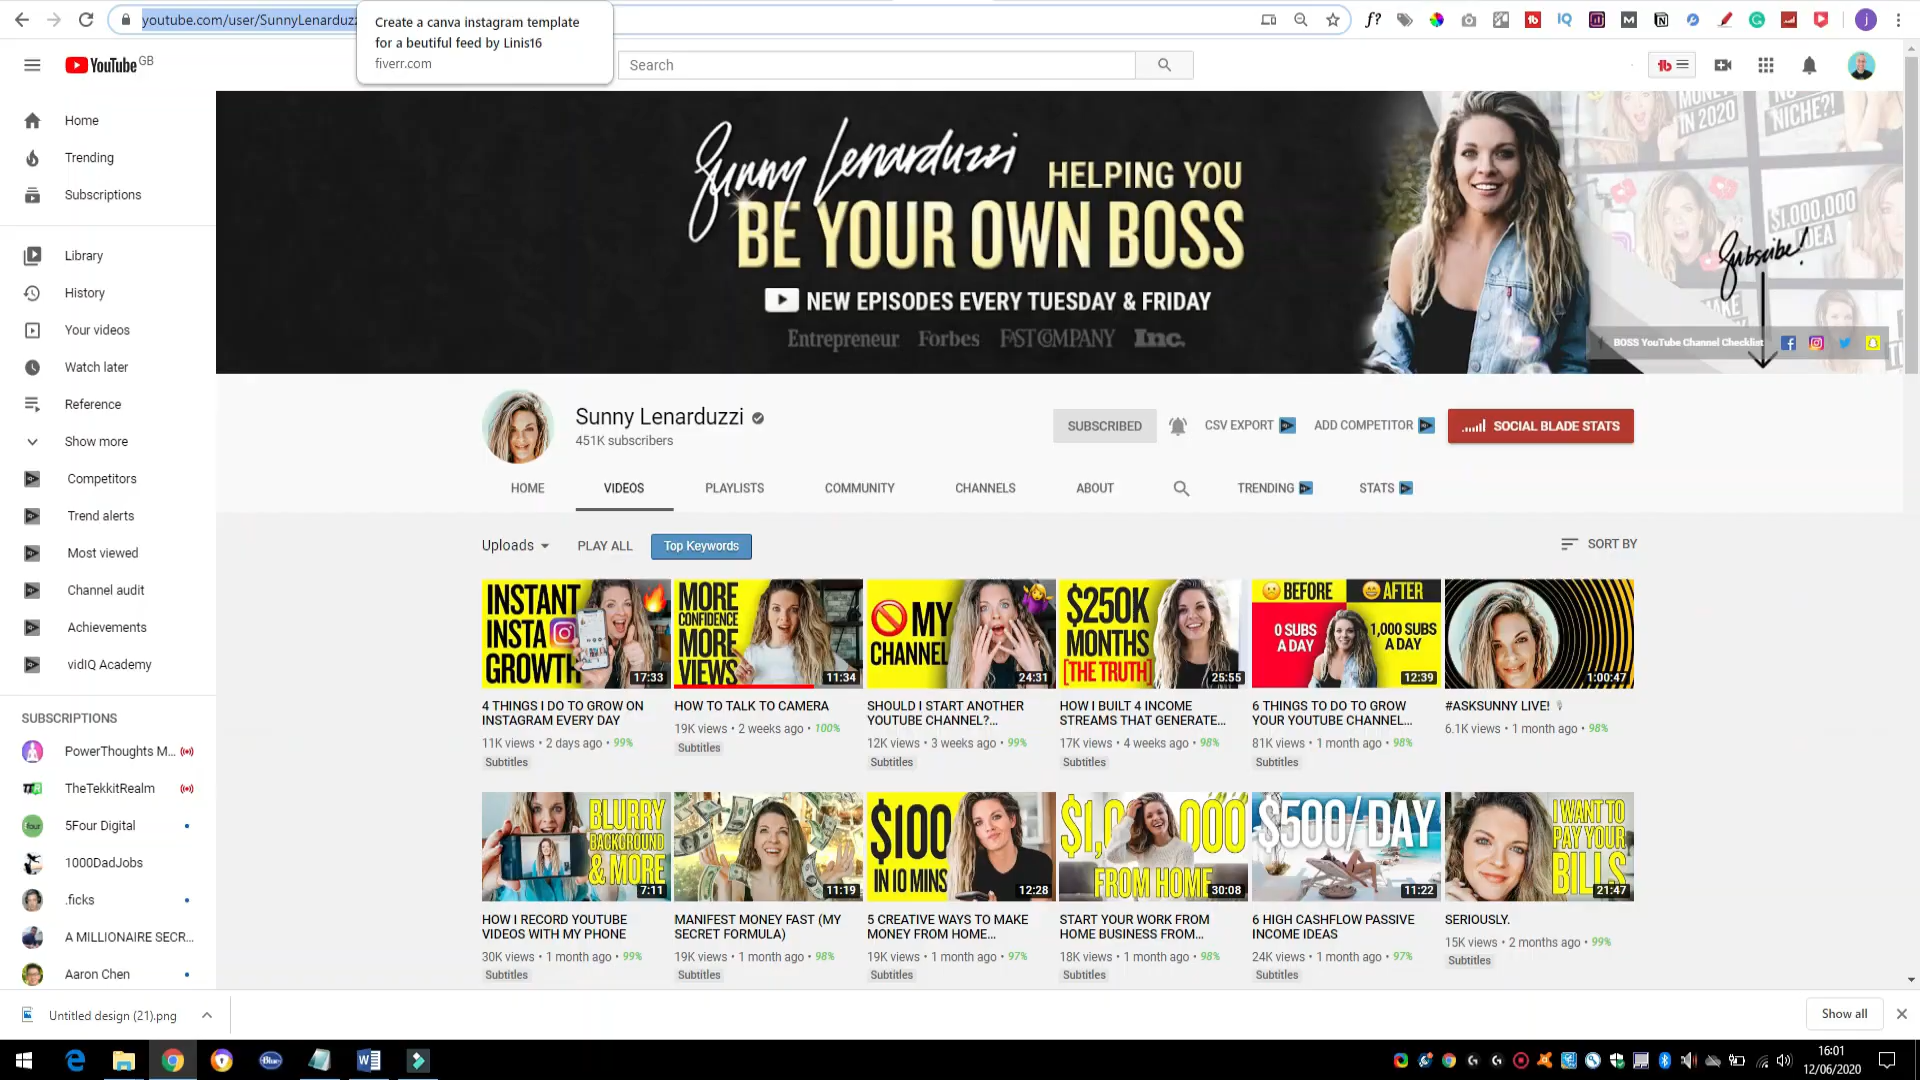 youtube.com/user/SunnyLenarduzz
Create a canva instagram template
for a beutiful feed by Linis16
fiverr.com
YouTube GB
Search
Home
Trending
Subscriptions
Library
History
Your videos
Watch later
Reference
Show more
Competitors
Trend alerts
Most viewed
Channel audit
Achievements
vidIQ Academy
SUBSCRIPTIONS
PowerThoughts M...
TheTekkitRealm
5Four Digital
1000DadJobs
.ficks
A MILLIONAIRE SECR...
Aaron Chen
Sunny Lenarduzzi HELPING YOU
BE YOUR OWN BOSS
NEW EPISODES EVERY TUESDAY & FRIDAY
Entrepreneur Forbes FAST COMPANY Inc.
MONEY
IN 2020
NICHE?!
$1,000,000
IDEA
Subscribe!
BOSS YouTube Channel Checklist
Sunny Lenarduzzi
451K subscribers
SUBSCRIBED CSV EXPORT ADD COMPETITOR SOCIAL BLADE STATS
HOME VIDEOS PLAYLISTS COMMUNITY CHANNELS ABOUT TRENDING STATS
Uploads PLAY ALL Top Keywords SORT BY
INSTANT
INSTA
GROWTH
17:33
4 THINGS I DO TO GROW ON
INSTAGRAM EVERY DAY
11K views • 2 days ago • 99%
Subtitles
MORE
CONFIDENCE
MORE
VIEWS
11:34
HOW TO TALK TO CAMERA
19K views • 2 weeks ago • 100%
Subtitles
MY
CHANNEL
24:31
SHOULD I START ANOTHER
YOUTUBE CHANNEL?...
12K views • 3 weeks ago • 99%
Subtitles
$250K
MONTHS
[THE TRUTH]
25:55
HOW I BUILT 4 INCOME
STREAMS THAT GENERATE...
17K views • 4 weeks ago • 98%
Subtitles
BEFORE AFTER
0 SUBS
A DAY
1,000 SUBS
A DAY
12:39
6 THINGS TO DO TO GROW
YOUR YOUTUBE CHANNEL...
81K views • 1 month ago • 98%
Subtitles
1:00:47
#ASKSUNNY LIVE!
6.1K views • 1 month ago • 98%
BLURRY
BACKGROUND
& MORE
7:11
HOW I RECORD YOUTUBE
VIDEOS WITH MY PHONE
30K views • 1 month ago • 99%
Subtitles
11:19
MANIFEST MONEY FAST (MY
SECRET FORMULA)
19K views • 1 month ago • 98%
Subtitles
$100
IN 10 MINS
12:28
5 CREATIVE WAYS TO MAKE
MONEY FROM HOME...
19K views • 1 month ago • 97%
Subtitles
FROM HOME
30:08
START YOUR WORK FROM
HOME BUSINESS FROM...
18K views • 1 month ago • 98%
Subtitles
$500/DAY
11:22
6 HIGH CASHFLOW PASSIVE
INCOME IDEAS
24K views • 1 month ago • 97%
Subtitles
I WANT TO
PAY YOUR
BILLS
21:47
SERIOUSLY.
15K views • 2 months ago • 99%
Subtitles
Untitled design (21).png
Show all
16:01
12/06/2020